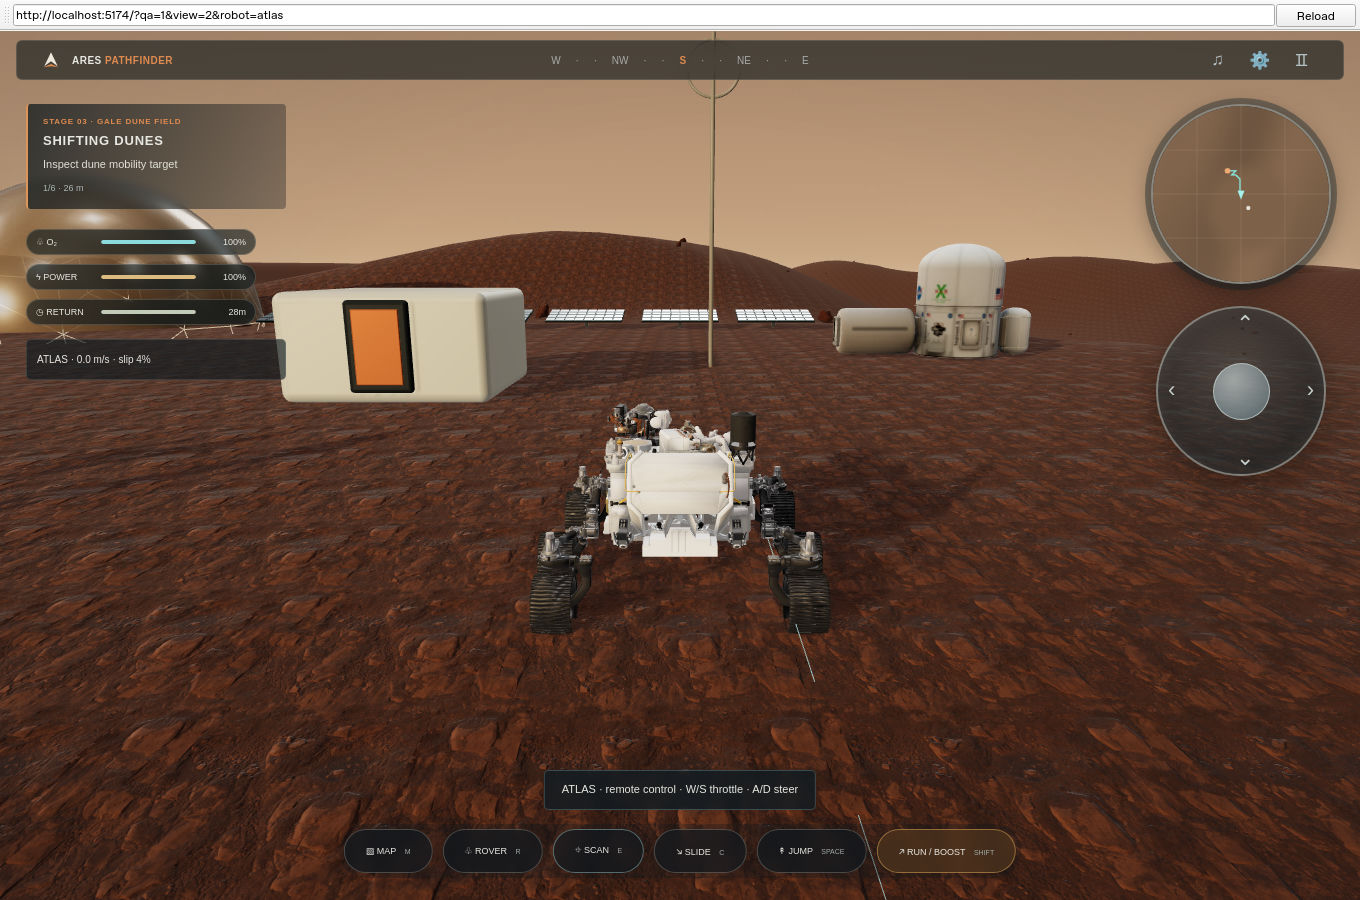 http://localhost:5174/?qa=1&view=2&robot=atlas
Reload
ARES PATHFINDER
W · · NW · · S · · NE · · E
STAGE 03 · GALE DUNE FIELD
SHIFTING DUNES
Inspect dune mobility target
1/6 · 26 m
O₂ 100%
POWER 100%
RETURN 28m
ATLAS · 0.0 m/s · slip 4%
ATLAS · remote control · W/S throttle · A/D steer
MAP M
ROVER R
SCAN E
SLIDE C
JUMP SPACE
RUN / BOOST SHIFT